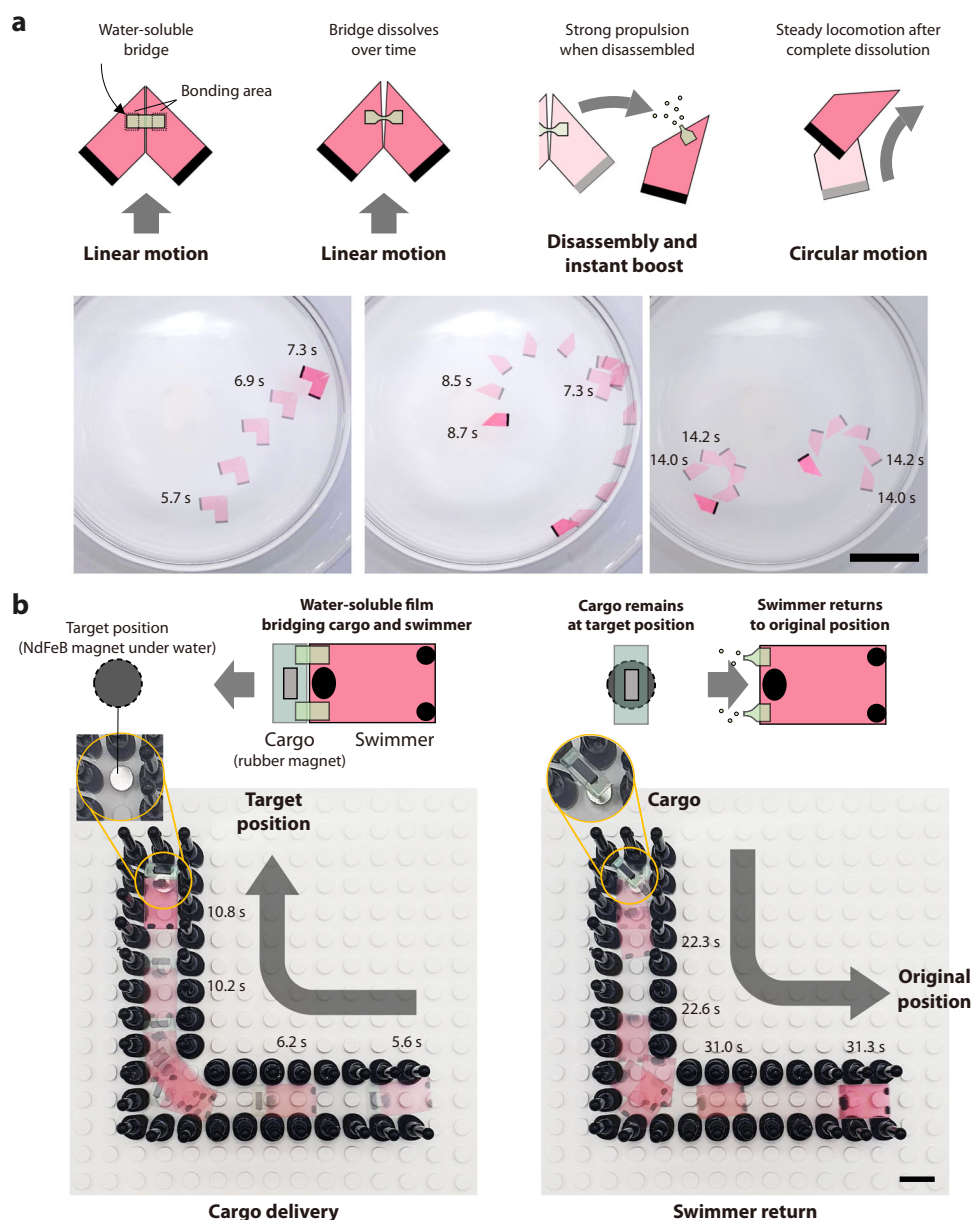 a
Water-soluble
bridge
Bonding area
Linear motion
Bridge dissolves
over time
Linear motion
Strong propulsion
when disassembled
Disassembly and
instant boost
Steady locomotion after
complete dissolution
Circular motion
7.3 s
6.9 s
5.7 s
8.5 s
7.3 s
8.7 s
14.2 s
14.0 s
14.2 s
14.0 s
b
Target position
(NdFeB magnet under water)
Water-soluble film
bridging cargo and swimmer
Cargo
(rubber magnet)
Swimmer
Cargo remains
at target position
Swimmer returns
to original position
Target
position
10.8 s
10.2 s
6.2 s
5.6 s
Cargo delivery
Cargo
22.3 s
22.6 s
Original
position
31.0 s
31.3 s
Swimmer return